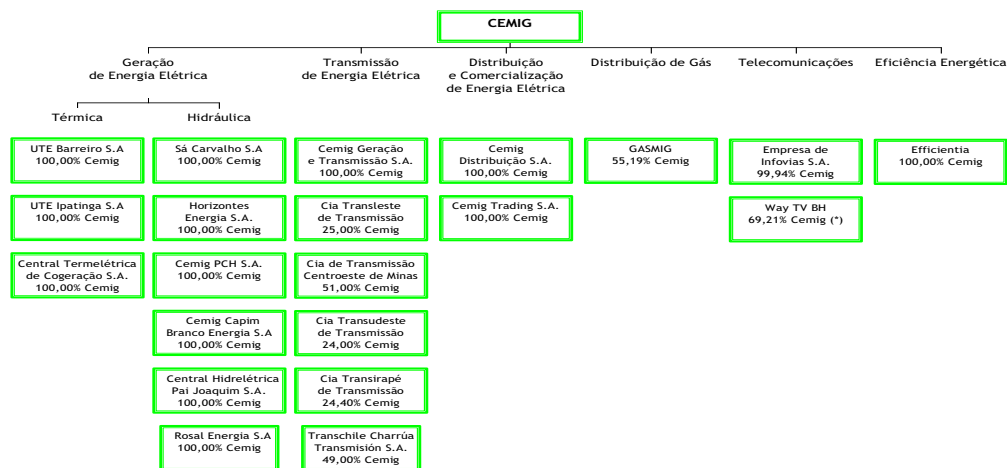 CEMIG
Geração
de Energia Elétrica
Transmissão
de Energia Elétrica
Distribuição
e Comercialização
de Energia Elétrica
Distribuição de Gás
Telecomunicações
Eficiência Energética
Térmica
Hidráulica
UTE Barreiro S.A
100,00% Cemig
UTE Ipatinga S.A
100,00% Cemig
Central Termelétrica
de Cogeração S.A.
100,00% Cemig
Sá Carvalho S.A
100,00% Cemig
Horizontes
Energia S.A.
100,00% Cemig
Cemig PCH S.A.
100,00% Cemig
Cemig Capim
Branco Energia S.A
100,00% Cemig
Central Hidrelétrica
Pai Joaquim S.A.
100,00% Cemig
Rosal Energia S.A
100,00% Cemig
Cemig Geração
e Transmissão S.A.
100,00% Cemig
Cia Transleste
de Transmissão
25,00% Cemig
Cia de Transmissão
Centroeste de Minas
51,00% Cemig
Cia Transudeste
de Transmissão
24,00% Cemig
Cia Transirapé
de Transmissão
24,40% Cemig
Transchile Charrúa
Transmisión S.A.
49,00% Cemig
Cemig
Distribuição S.A.
100,00% Cemig
Cemig Trading S.A.
100,00% Cemig
GASMIG
55,19% Cemig
Empresa de
Infovias S.A.
99,94% Cemig
Way TV BH
69,21% Cemig (*)
Efficientia
100,00% Cemig